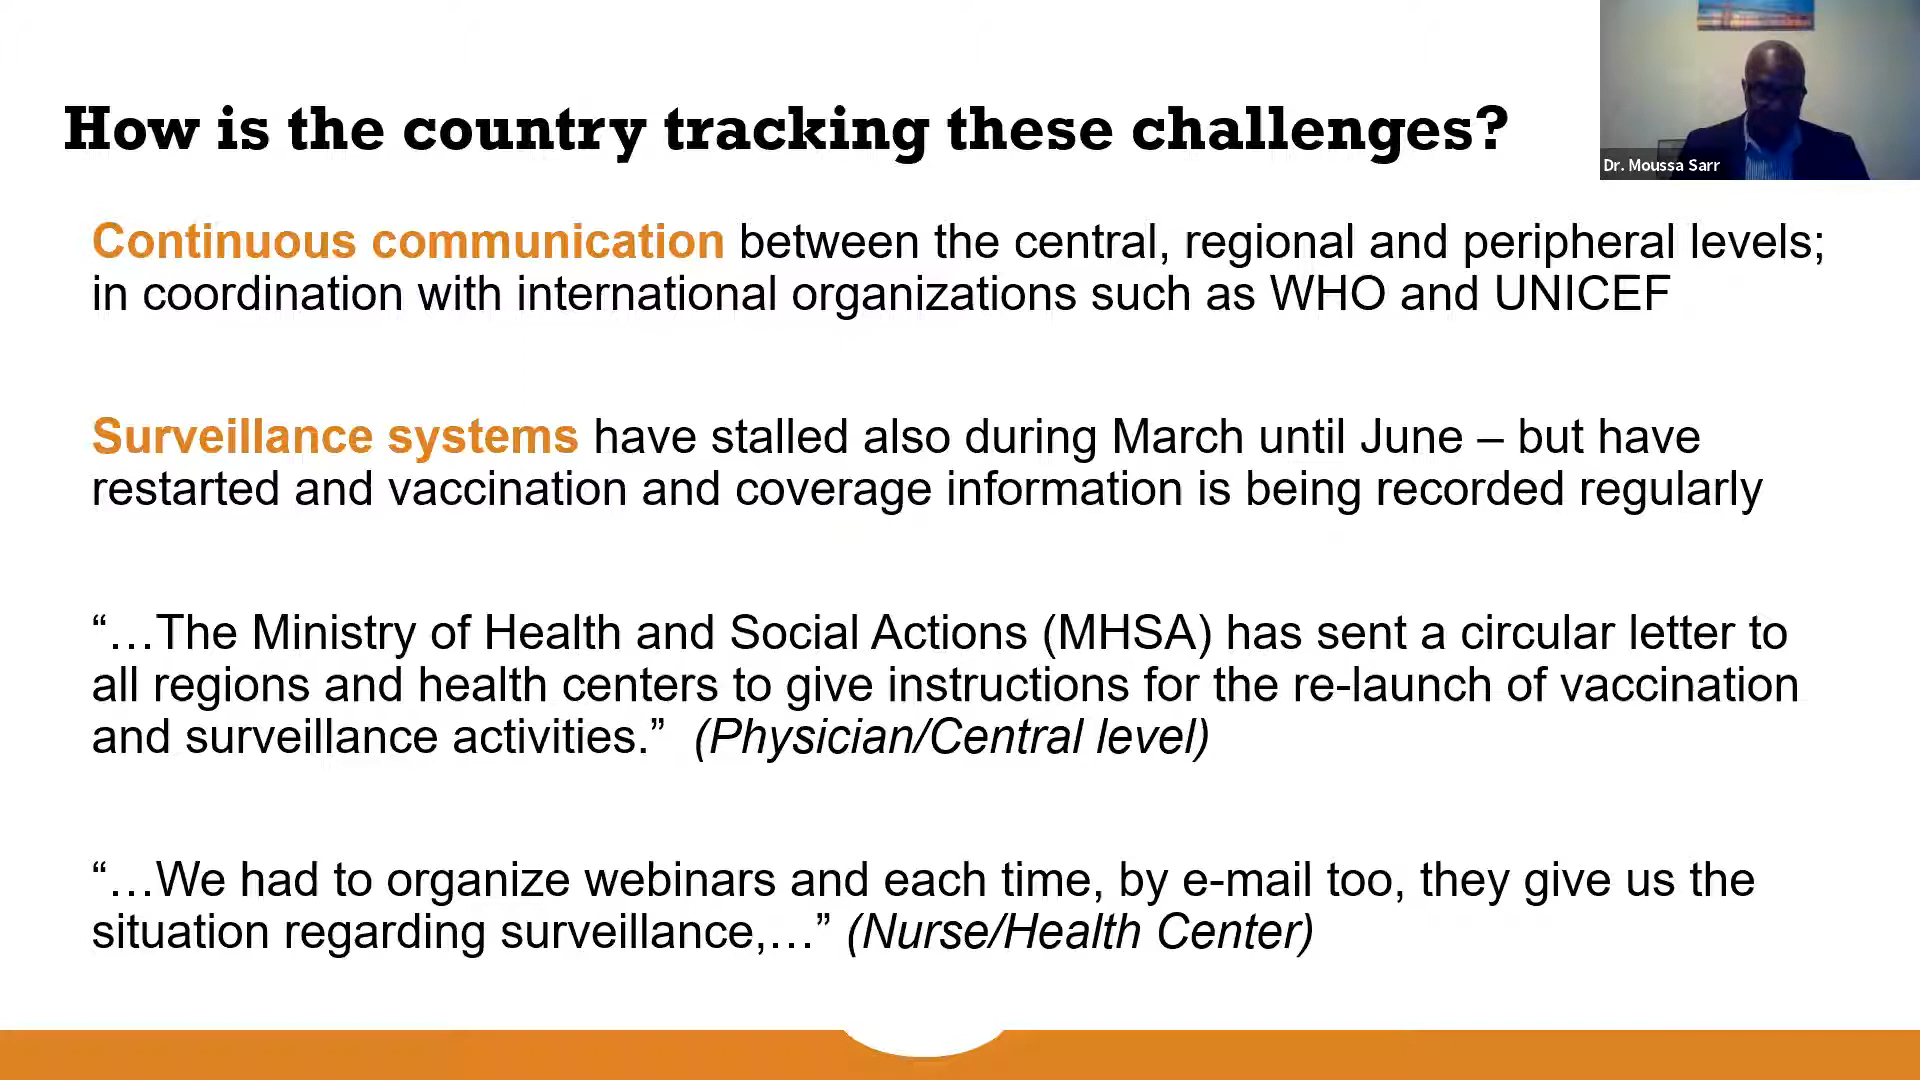 How is the country tracking these challenges?
Dr. Moussa Sarr
Continuous communication between the central, regional and peripheral levels;
in coordination with international organizations such as WHO and UNICEF
Surveillance systems have stalled also during March until June – but have
restarted and vaccination and coverage information is being recorded regularly
“…The Ministry of Health and Social Actions (MHSA) has sent a circular letter to
all regions and health centers to give instructions for the re-launch of vaccination
and surveillance activities.” (Physician/Central level)
“…We had to organize webinars and each time, by e-mail too, they give us the
situation regarding surveillance,…” (Nurse/Health Center)